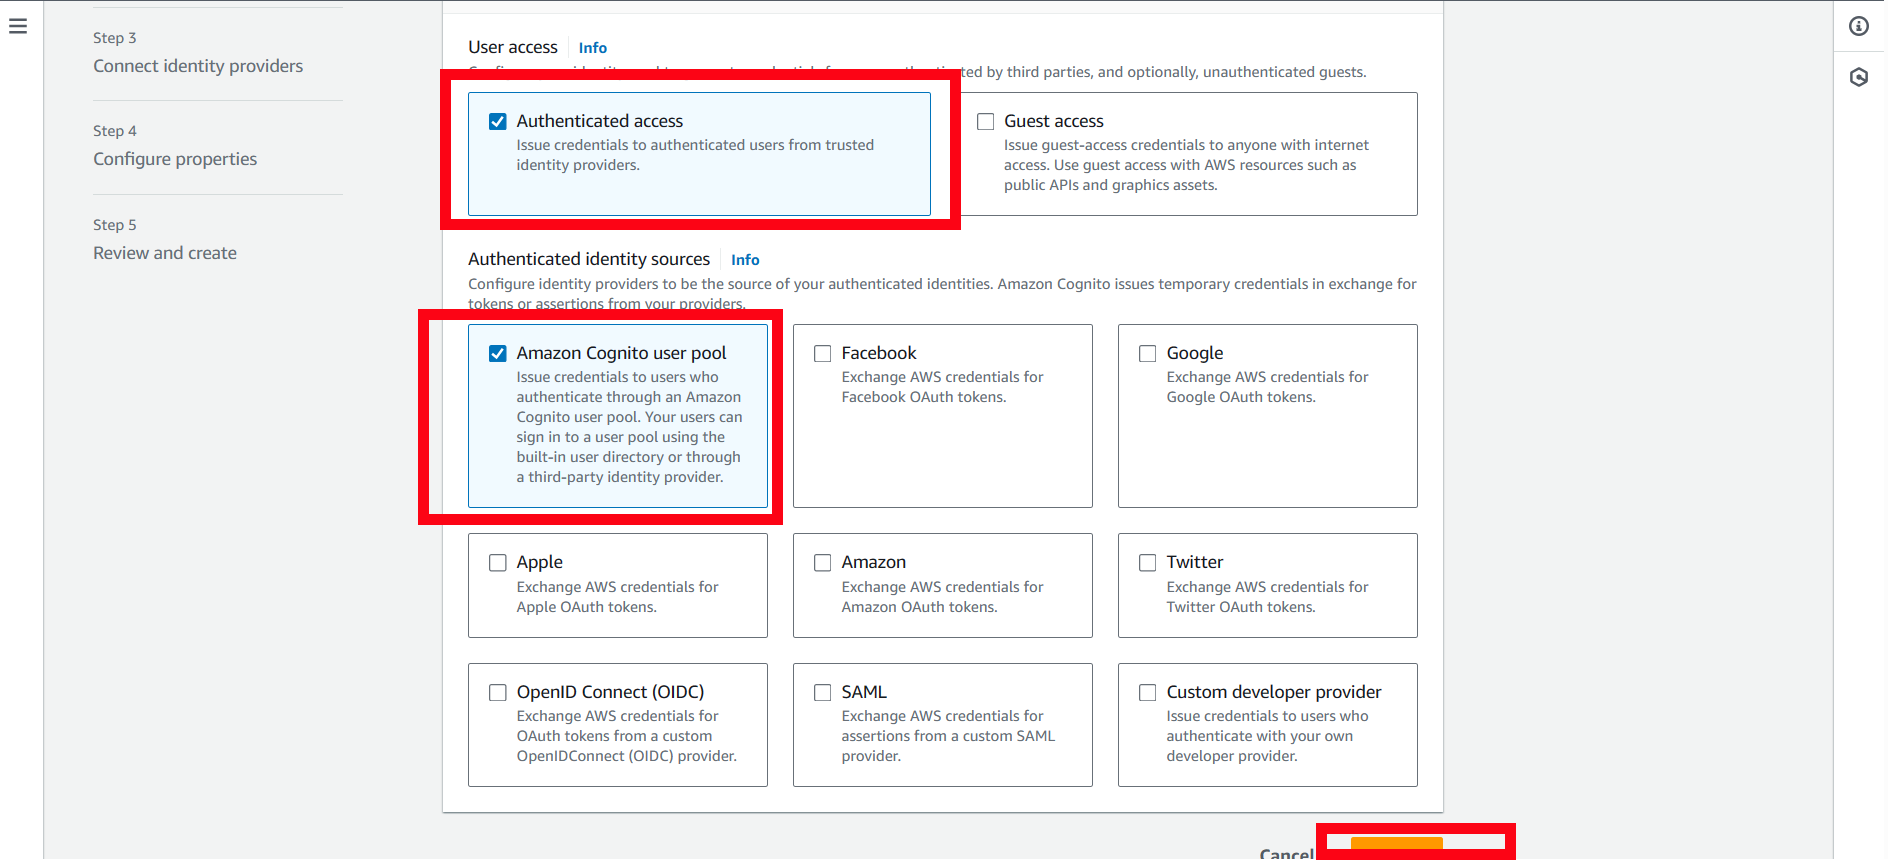 Step 3
Connect identity providers
Step 4
Configure properties
Step 5
Review and create
User access Info
by third parties, and optionally, unauthenticated guests.
Authenticated access
Issue credentials to authenticated users from trusted
identity providers.
Guest access
Issue guest-access credentials to anyone with internet
access. Use guest access with AWS resources such as
public APIs and graphics assets.
Authenticated identity sources Info
Configure identity providers to be the source of your authenticated identities. Amazon Cognito issues temporary credentials in exchange for
tokens or assertions from your providers.
Amazon Cognito user pool
Issue credentials to users who
authenticate through an Amazon
Cognito user pool. Your users can
sign in to a user pool using the
built-in user directory or through
a third-party identity provider.
Facebook
Exchange AWS credentials for
Facebook OAuth tokens.
Google
Exchange AWS credentials for
Google OAuth tokens.
Apple
Exchange AWS credentials for
Apple OAuth tokens.
Amazon
Exchange AWS credentials for
Amazon OAuth tokens.
Twitter
Exchange AWS credentials for
Twitter OAuth tokens.
OpenID Connect (OIDC)
Exchange AWS credentials for
OAuth tokens from a custom
OpenIDConnect (OIDC) provider.
SAML
Exchange AWS credentials for
assertions from a custom SAML
provider.
Custom developer provider
Issue credentials to users who
authenticate with your own
developer provider.
Cancel